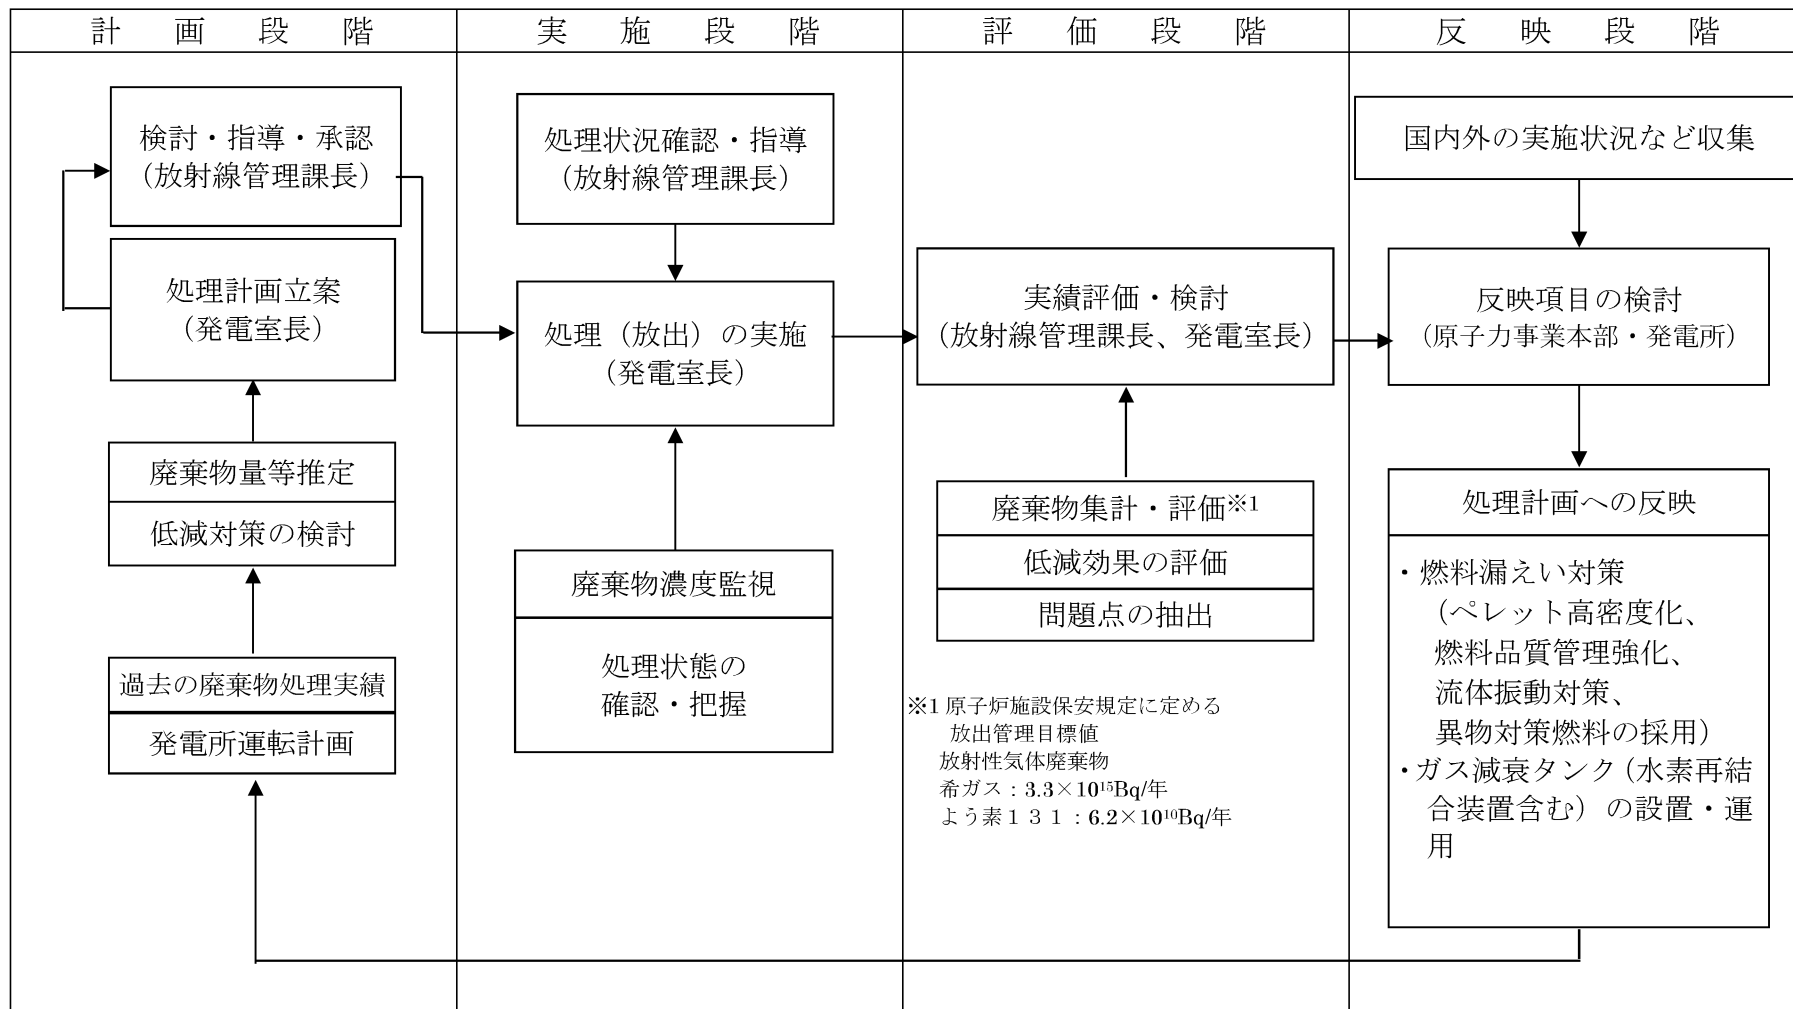 計画段階
実施段階
評価段階
反映段階
検討・指導・承認
（放射線管理課長）
処理計画立案
（発電室長）
廃棄物量等推定
低減対策の検討
過去の廃棄物処理実績
発電所運転計画
処理状況確認・指導
（放射線管理課長）
処理（放出）の実施
（発電室長）
廃棄物濃度監視
処理状態の
確認・把握
実績評価・検討
（放射線管理課長、発電室長）
廃棄物集計・評価※1
低減効果の評価
問題点の抽出
※1 原子炉施設保安規定に定める
放出管理目標値
放射性気体廃棄物
希ガス：3.3×10¹⁵Bq/年
よう素１３１：6.2×10¹⁰Bq/年
国内外の実施状況など収集
反映項目の検討
（原子力事業本部・発電所）
処理計画への反映
・燃料漏えい対策
（ペレット高密度化、
燃料品質管理強化、
流体振動対策、
異物対策燃料の採用）
・ガス減衰タンク（水素再結
合装置含む）の設置・運
用